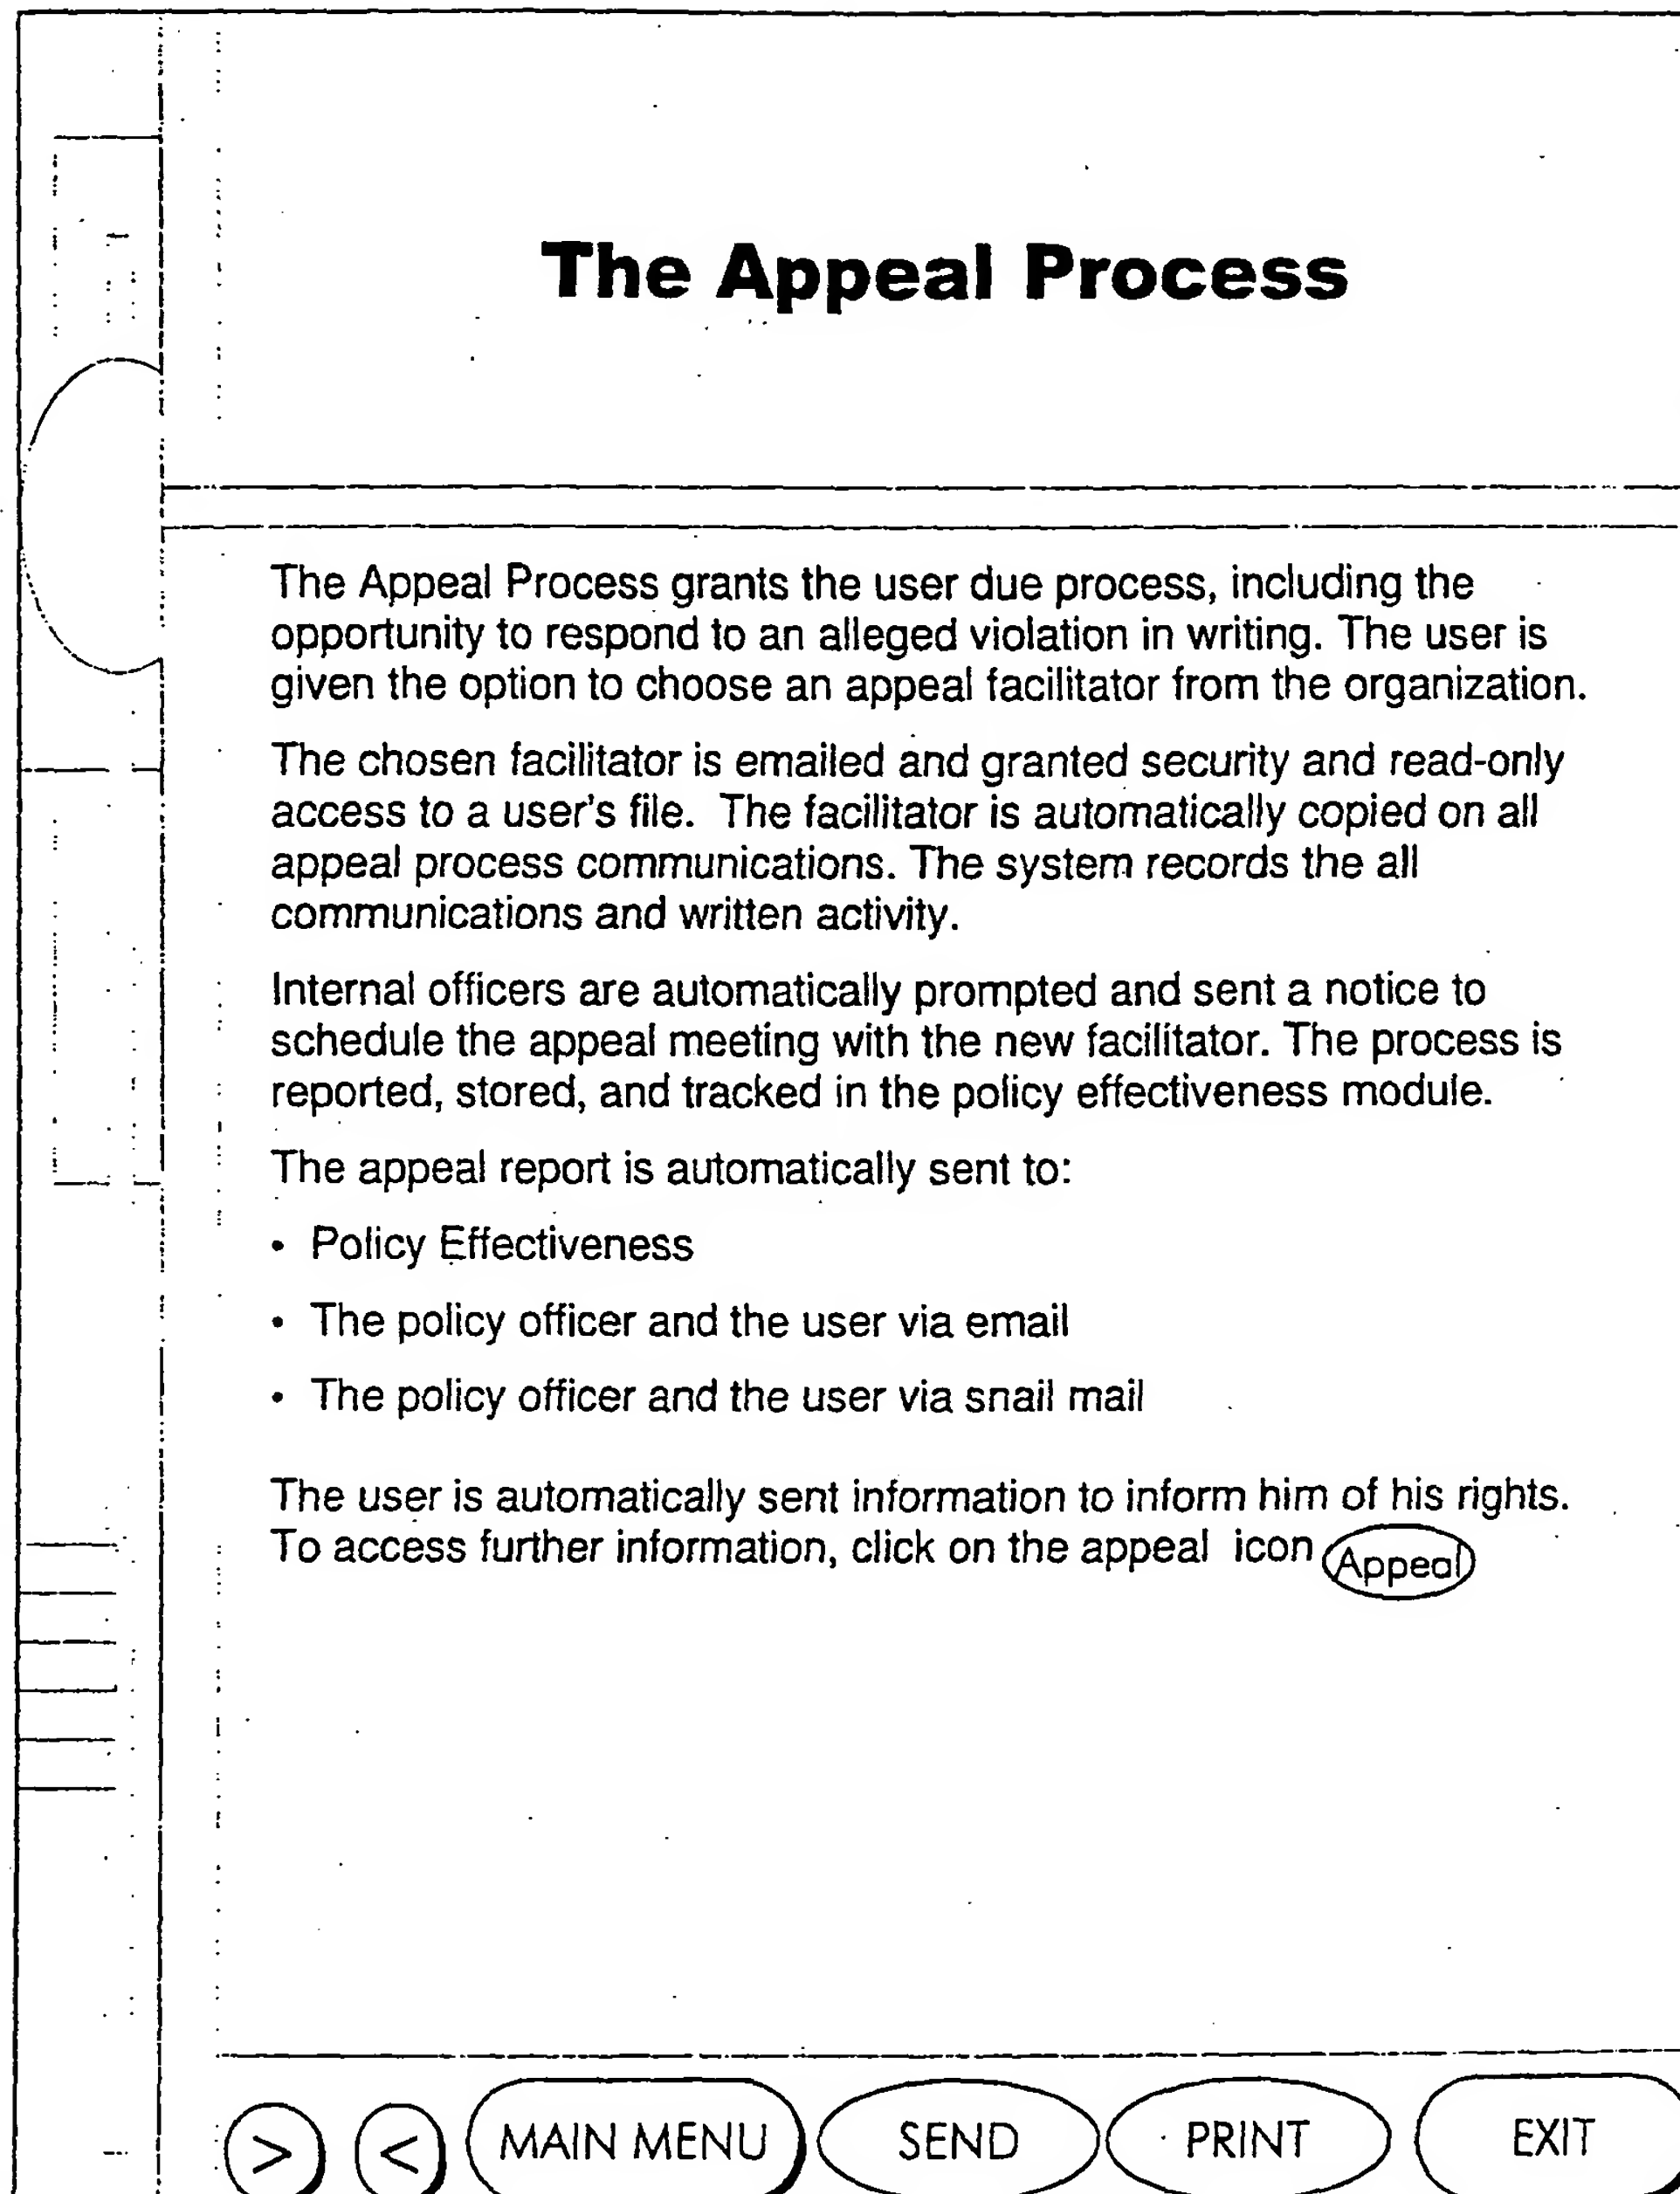 The Appeal Process
The Appeal Process grants the user due process, including the
opportunity to respond to an alleged violation in writing. The user is
given the option to choose an appeal facilitator from the organization.
The chosen facilitator is emailed and granted security and read-only
access to a user's file.  The facilitator is automatically copied on all
appeal process communications. The system records the all
communications and written activity.
Internal officers are automatically prompted and sent a notice to
schedule the appeal meeting with the new facilitator. The process is
reported, stored, and tracked in the policy effectiveness module.
The appeal report is automatically sent to:
• Policy Effectiveness
• The policy officer and the user via email
• The policy officer and the user via snail mail
The user is automatically sent information to inform him of his rights.
To access further information, click on the appeal  icon Appeal
> < MAIN MENU SEND PRINT EXIT